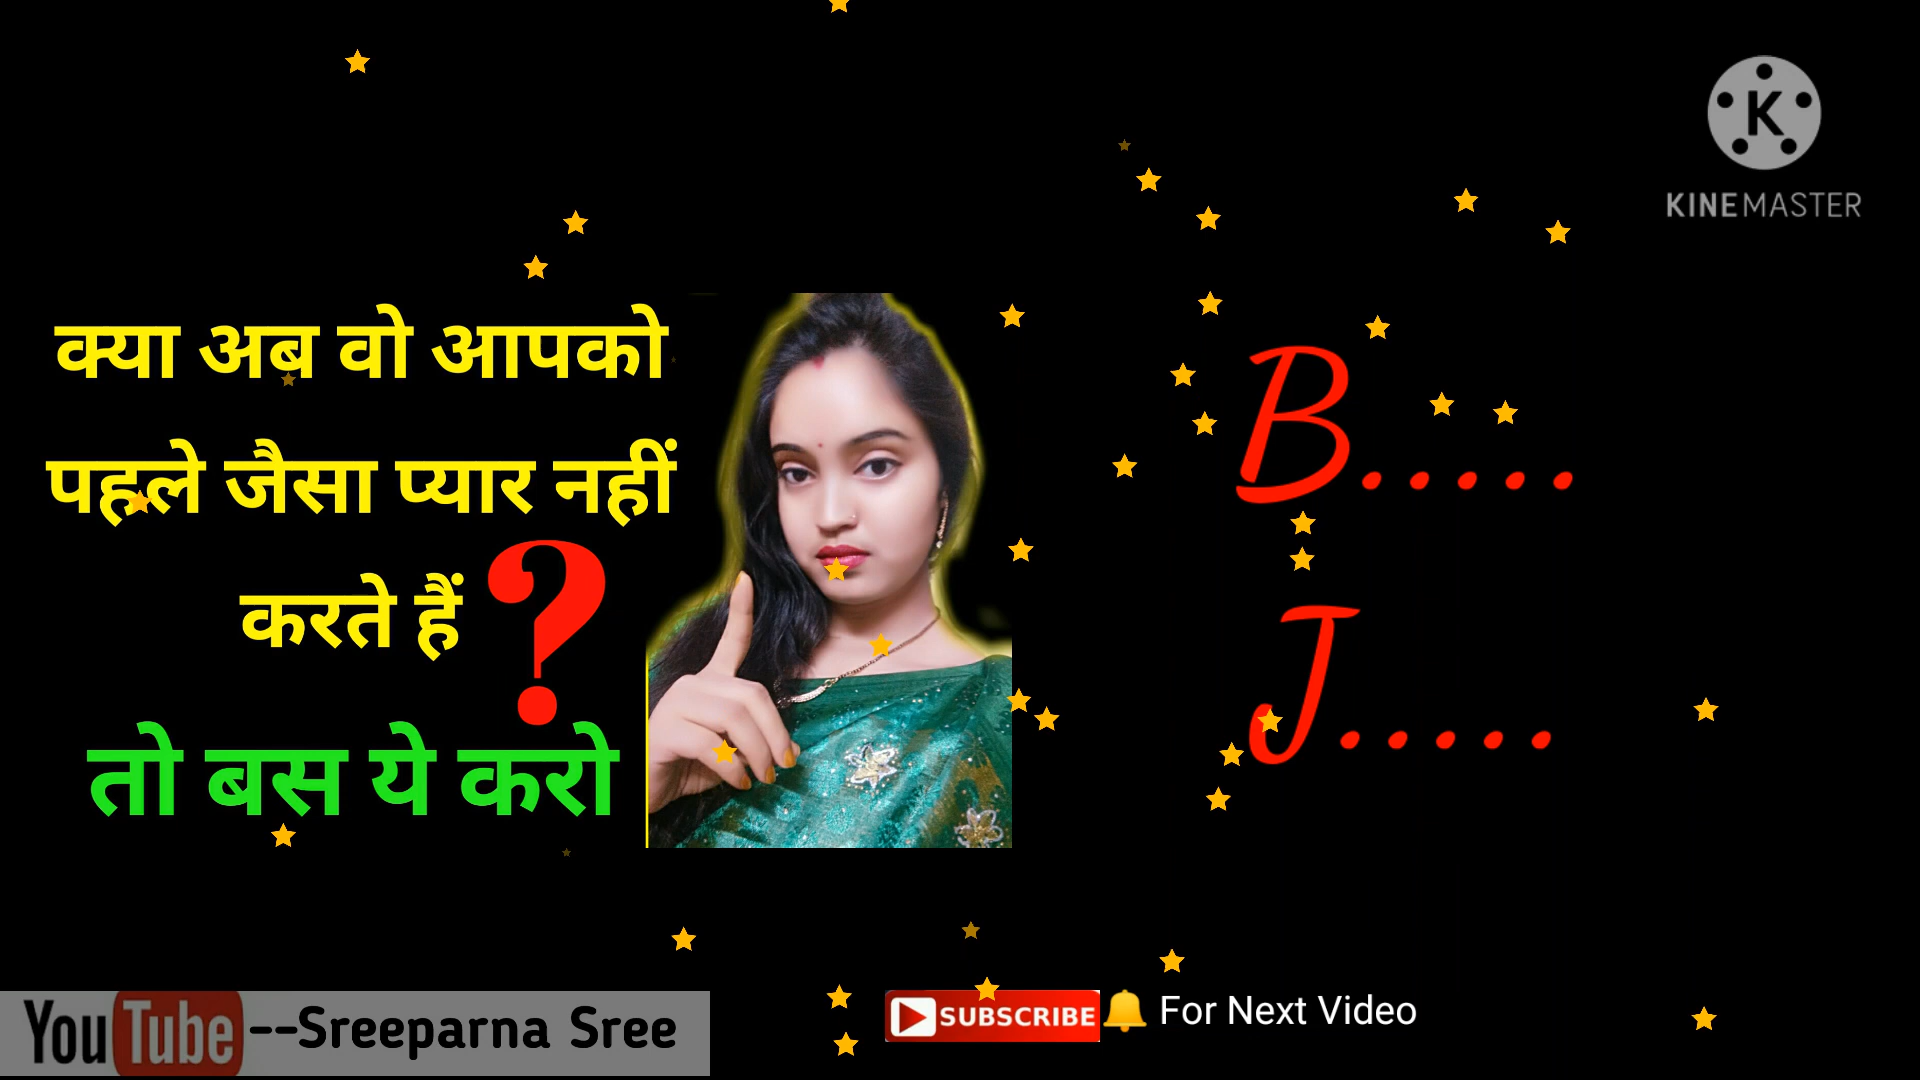 K
KINEMASTER
क्या अब वो आपको
पहले जैसा प्यार नहीं
करते हैं ?
तो बस ये करो
B.....
J.....
YouTube --Sreeparna Sree
SUBSCRIBE For Next Video